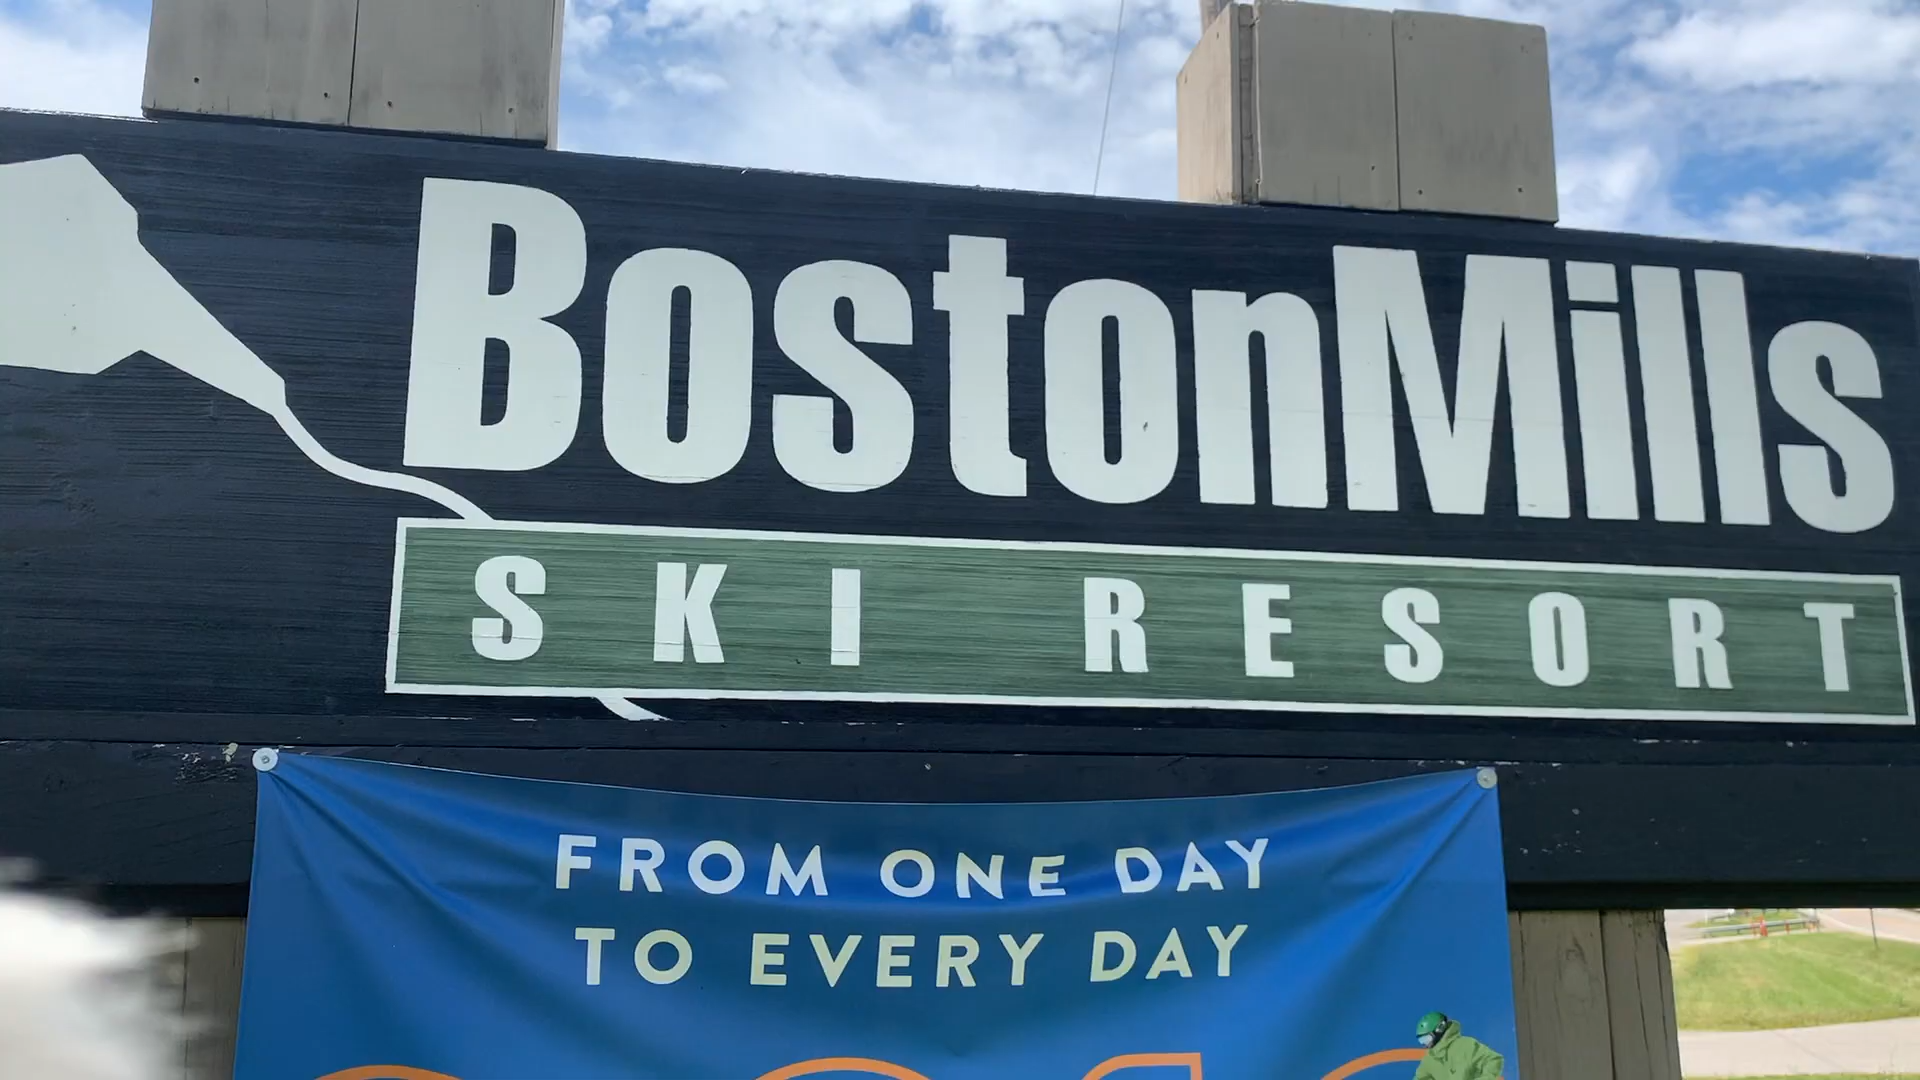 BostonMills
SKI RESORT
FROM ONE DAY
TO EVERY DAY